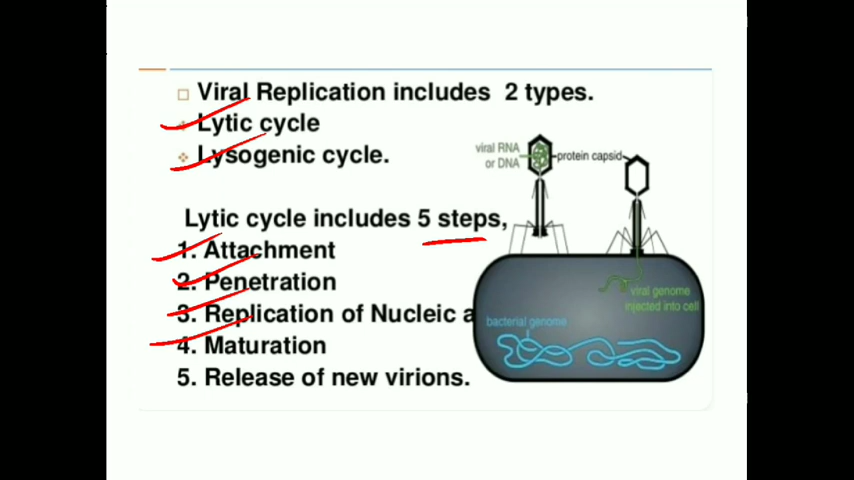 Viral Replication includes 2 types.
Lytic cycle
Lysogenic cycle.
Lytic cycle includes 5 steps,
1. Attachment
2. Penetration
3. Replication of Nucleic a
4. Maturation
5. Release of new virions.
viral RNA
or DNA
protein capsid
viral genome
injected into cell
bacterial genome